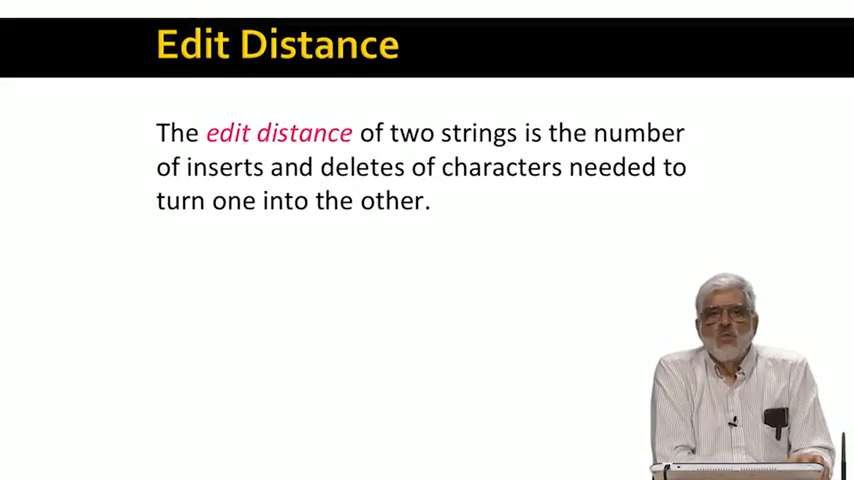 Edit Distance
The edit distance of two strings is the number
of inserts and deletes of characters needed to
turn one into the other.